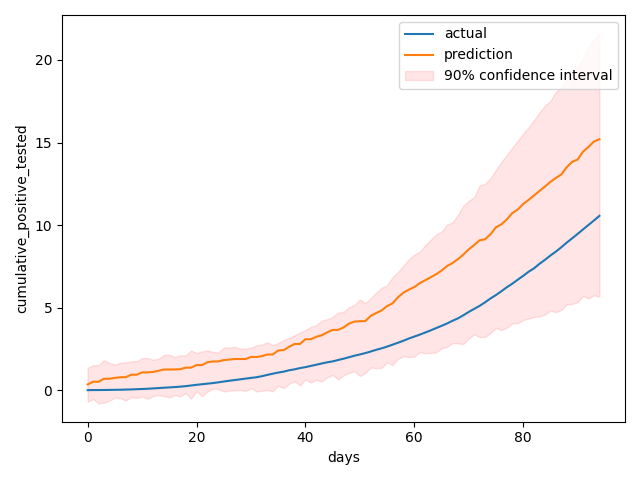 actual
prediction
90% confidence interval
20
15
10
5
0
cumulative_positive_tested
0 20 40 60 80
days